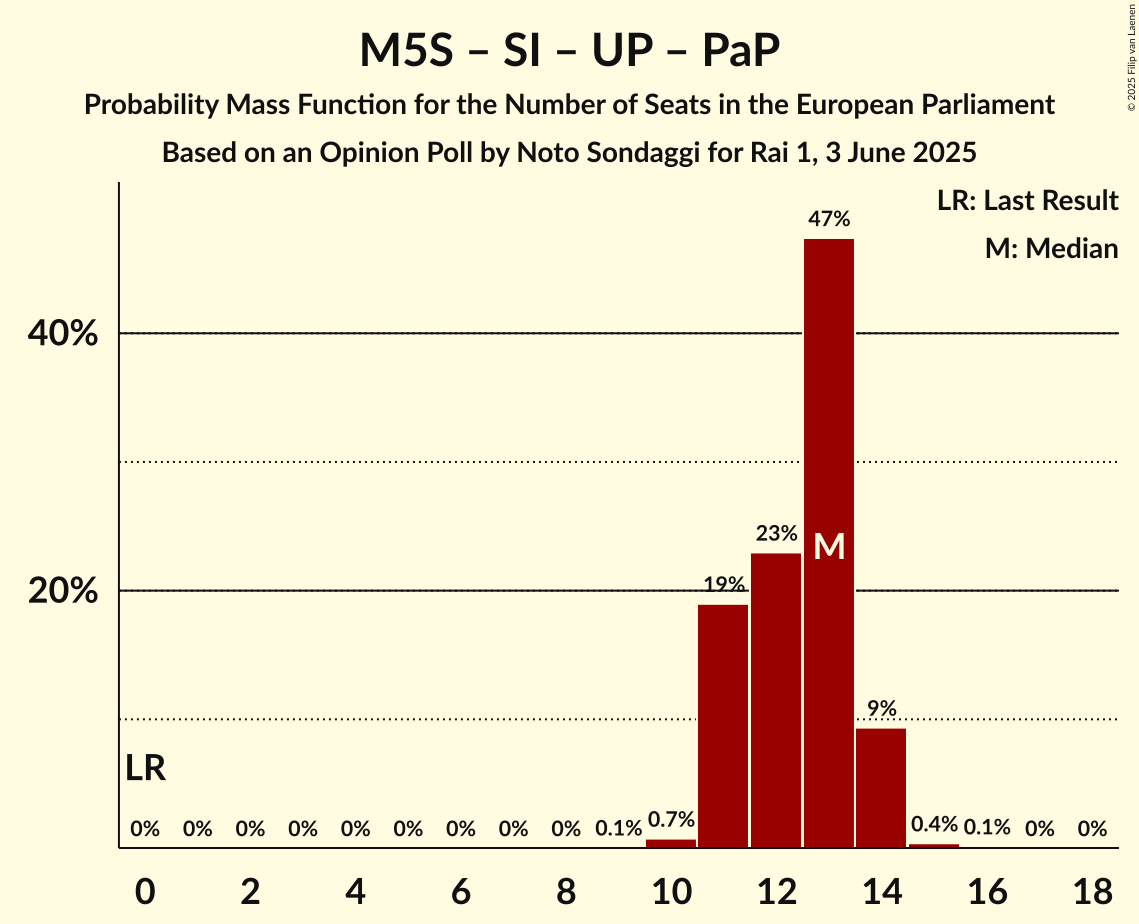 M5S – SI – UP – PaP
Probability Mass Function for the Number of Seats in the European Parliament
Based on an Opinion Poll by Noto Sondaggi for Rai 1, 3 June 2025
© 2025 Filip van Laenen
LR: Last Result
M: Median
47%
40%
23%
M
19%
20%
9%
LR
0% 0% 0% 0% 0% 0% 0% 0% 0% 0.1% 0.7% 0.4% 0.1% 0% 0%
0 2 4 6 8 10 12 14 16 18